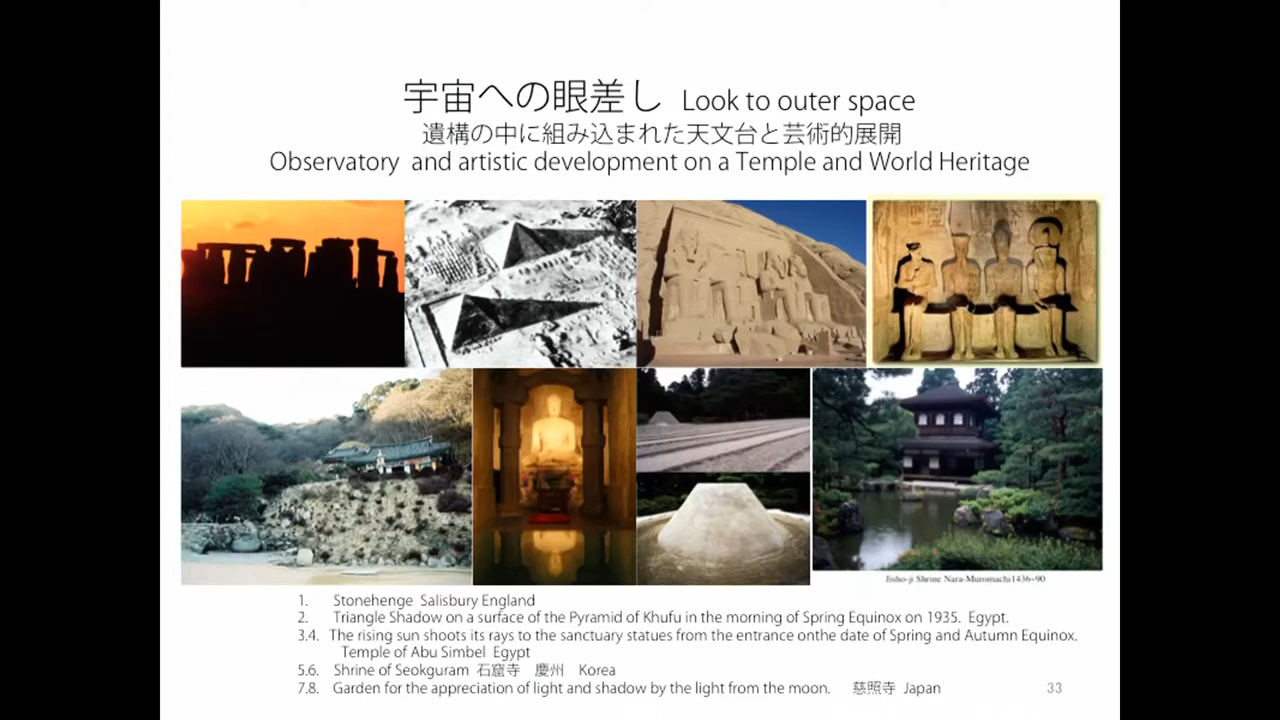 宇宙への眼差し Look to outer space
遺構の中に組み込まれた天文台と芸術的展開
Observatory and artistic development on a Temple and World Heritage
Jisho-ji Shrine Nara-Muromachi1436~90
1. Stonehenge Salisbury England
2. Triangle Shadow on a surface of the Pyramid of Khufu in the morning of Spring Equinox on 1935. Egypt.
3.4. The rising sun shoots its rays to the sanctuary statues from the entrance onthe date of Spring and Autumn Equinox.
Temple of Abu Simbel Egypt
5.6. Shrine of Seokguram 石窟寺 慶州 Korea
7.8. Garden for the appreciation of light and shadow by the light from the moon. 慈照寺 Japan
33